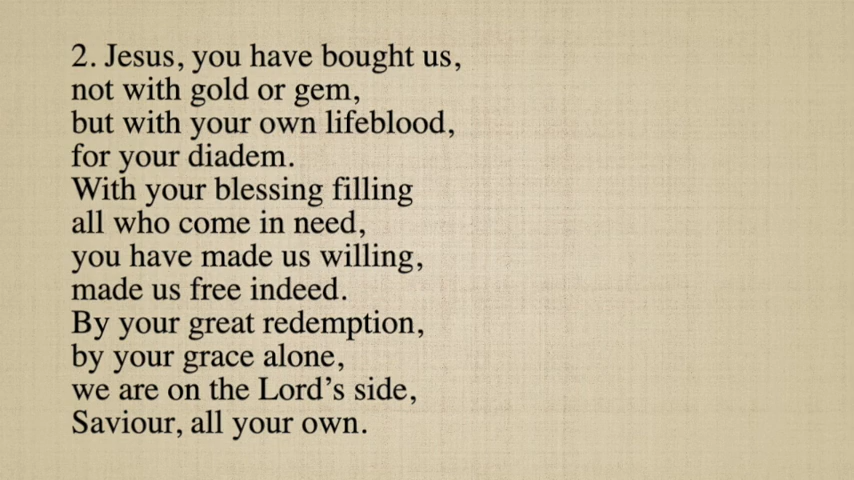 2. Jesus, you have bought us,
not with gold or gem,
but with your own lifeblood,
for your diadem.
With your blessing filling
all who come in need,
you have made us willing,
made us free indeed.
By your great redemption,
by your grace alone,
we are on the Lord’s side,
Saviour, all your own.